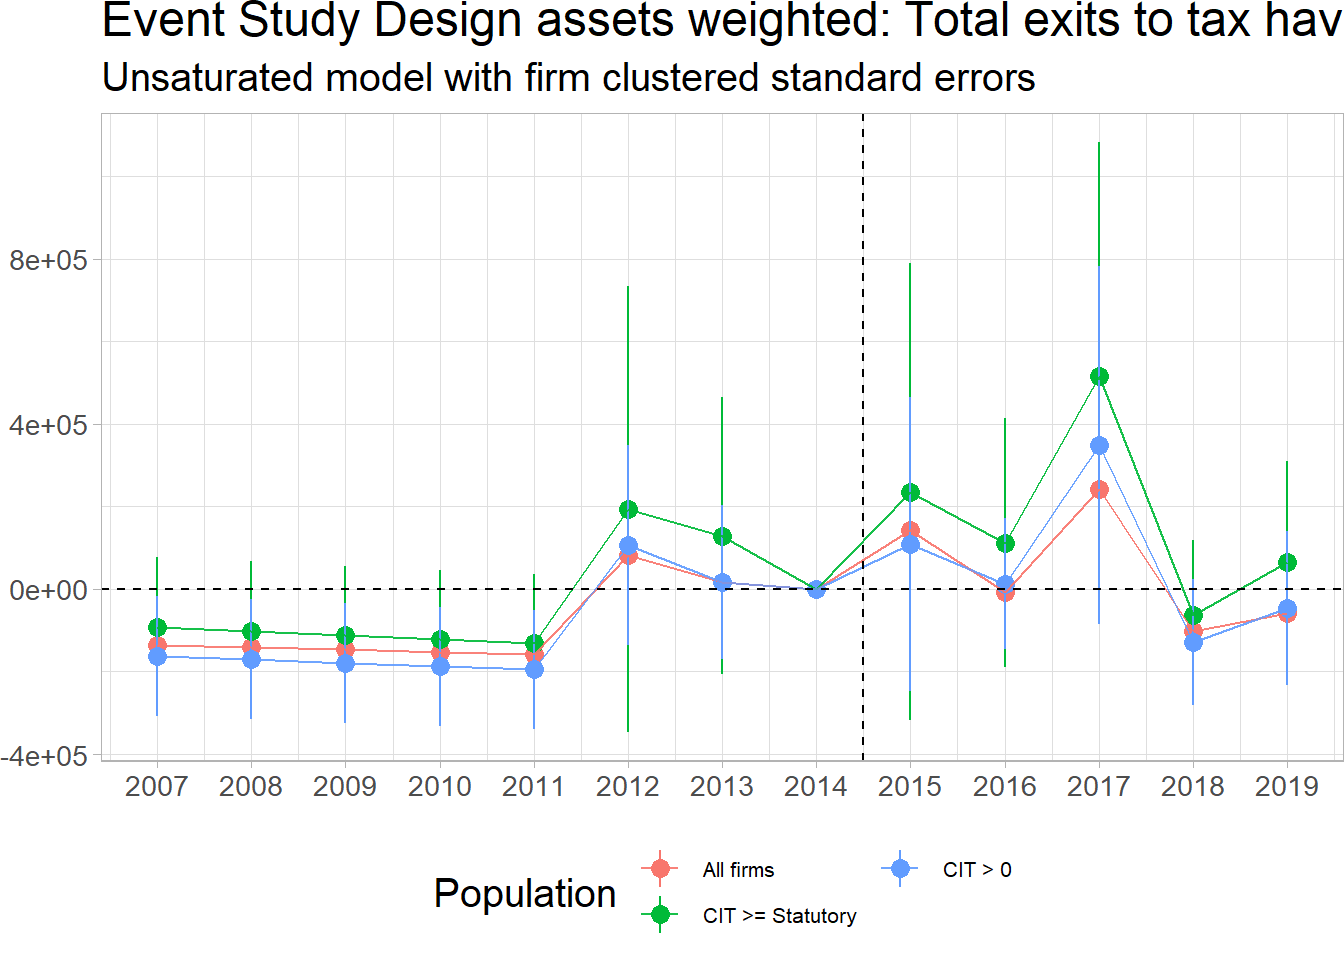 Event Study Design assets weighted: Total exits to tax hav
Unsaturated model with firm clustered standard errors
8e+05
4e+05
0e+00
-4e+05
2007 2008 2009 2010 2011 2012 2013 2014 2015 2016 2017 2018 2019
Population
All firms
CIT > 0
CIT >= Statutory